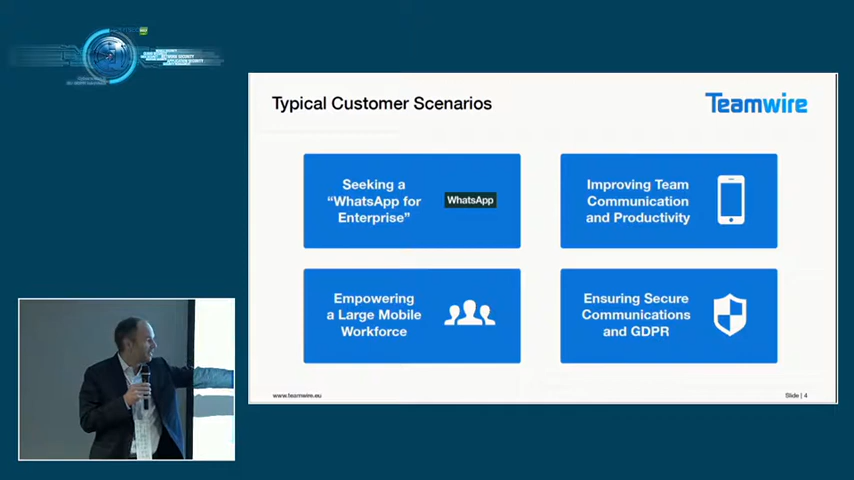 Typical Customer Scenarios
Teamwire
Seeking a
“WhatsApp for
Enterprise”
WhatsApp
Improving Team
Communication
and Productivity
Empowering
a Large Mobile
Workforce
Ensuring Secure
Communications
and GDPR
www.teamwire.eu
Slide | 4